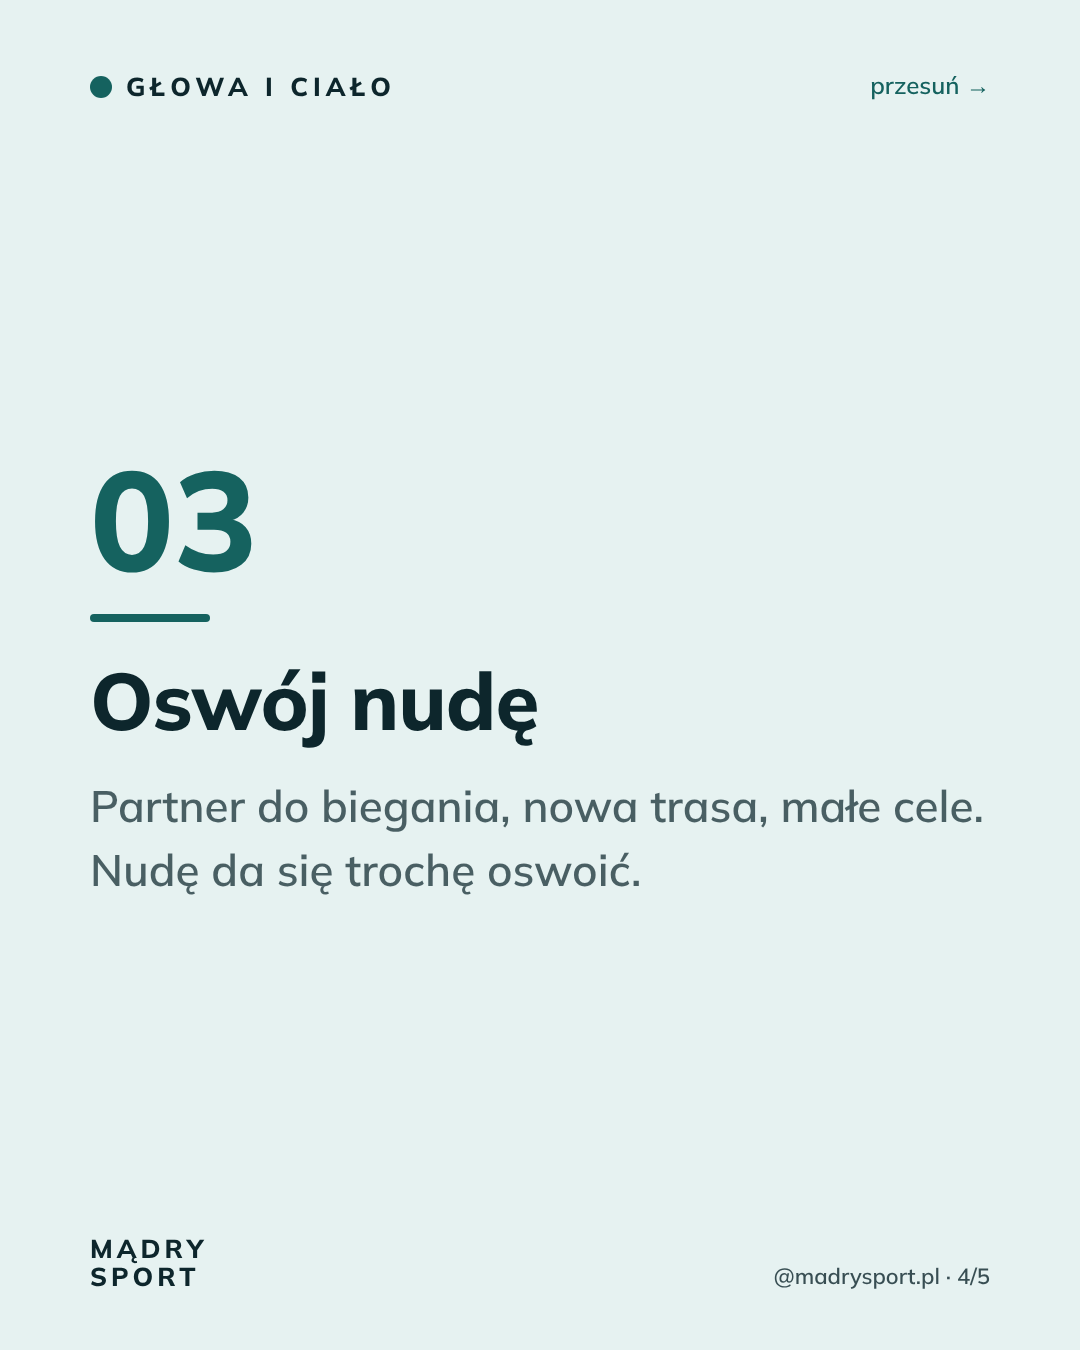 GŁOWA I CIAŁO
przesuń →
03
Oswój nudę
Partner do biegania, nowa trasa, małe cele.
Nudę da się trochę oswoić.
MĄDRY
SPORT
@madrysport.pl · 4/5